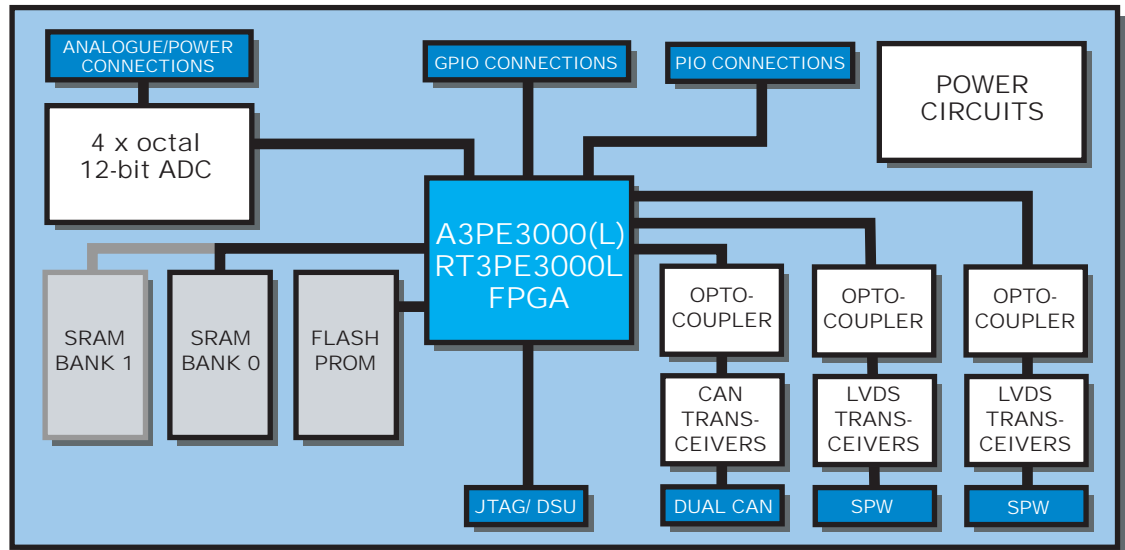 ANALOGUE/POWER
CONNECTIONS
GPIO CONNECTIONS
PIO CONNECTIONS
POWER
CIRCUITS
4 x octal
12-bit ADC
A3PE3000(L)
RT3PE3000L
FPGA
SRAM
BANK 1
SRAM
BANK 0
FLASH
PROM
OPTO-
COUPLER
OPTO-
COUPLER
OPTO-
COUPLER
CAN
TRANS-
CEIVERS
LVDS
TRANS-
CEIVERS
LVDS
TRANS-
CEIVERS
JTAG/ DSU
DUAL CAN
SPW
SPW